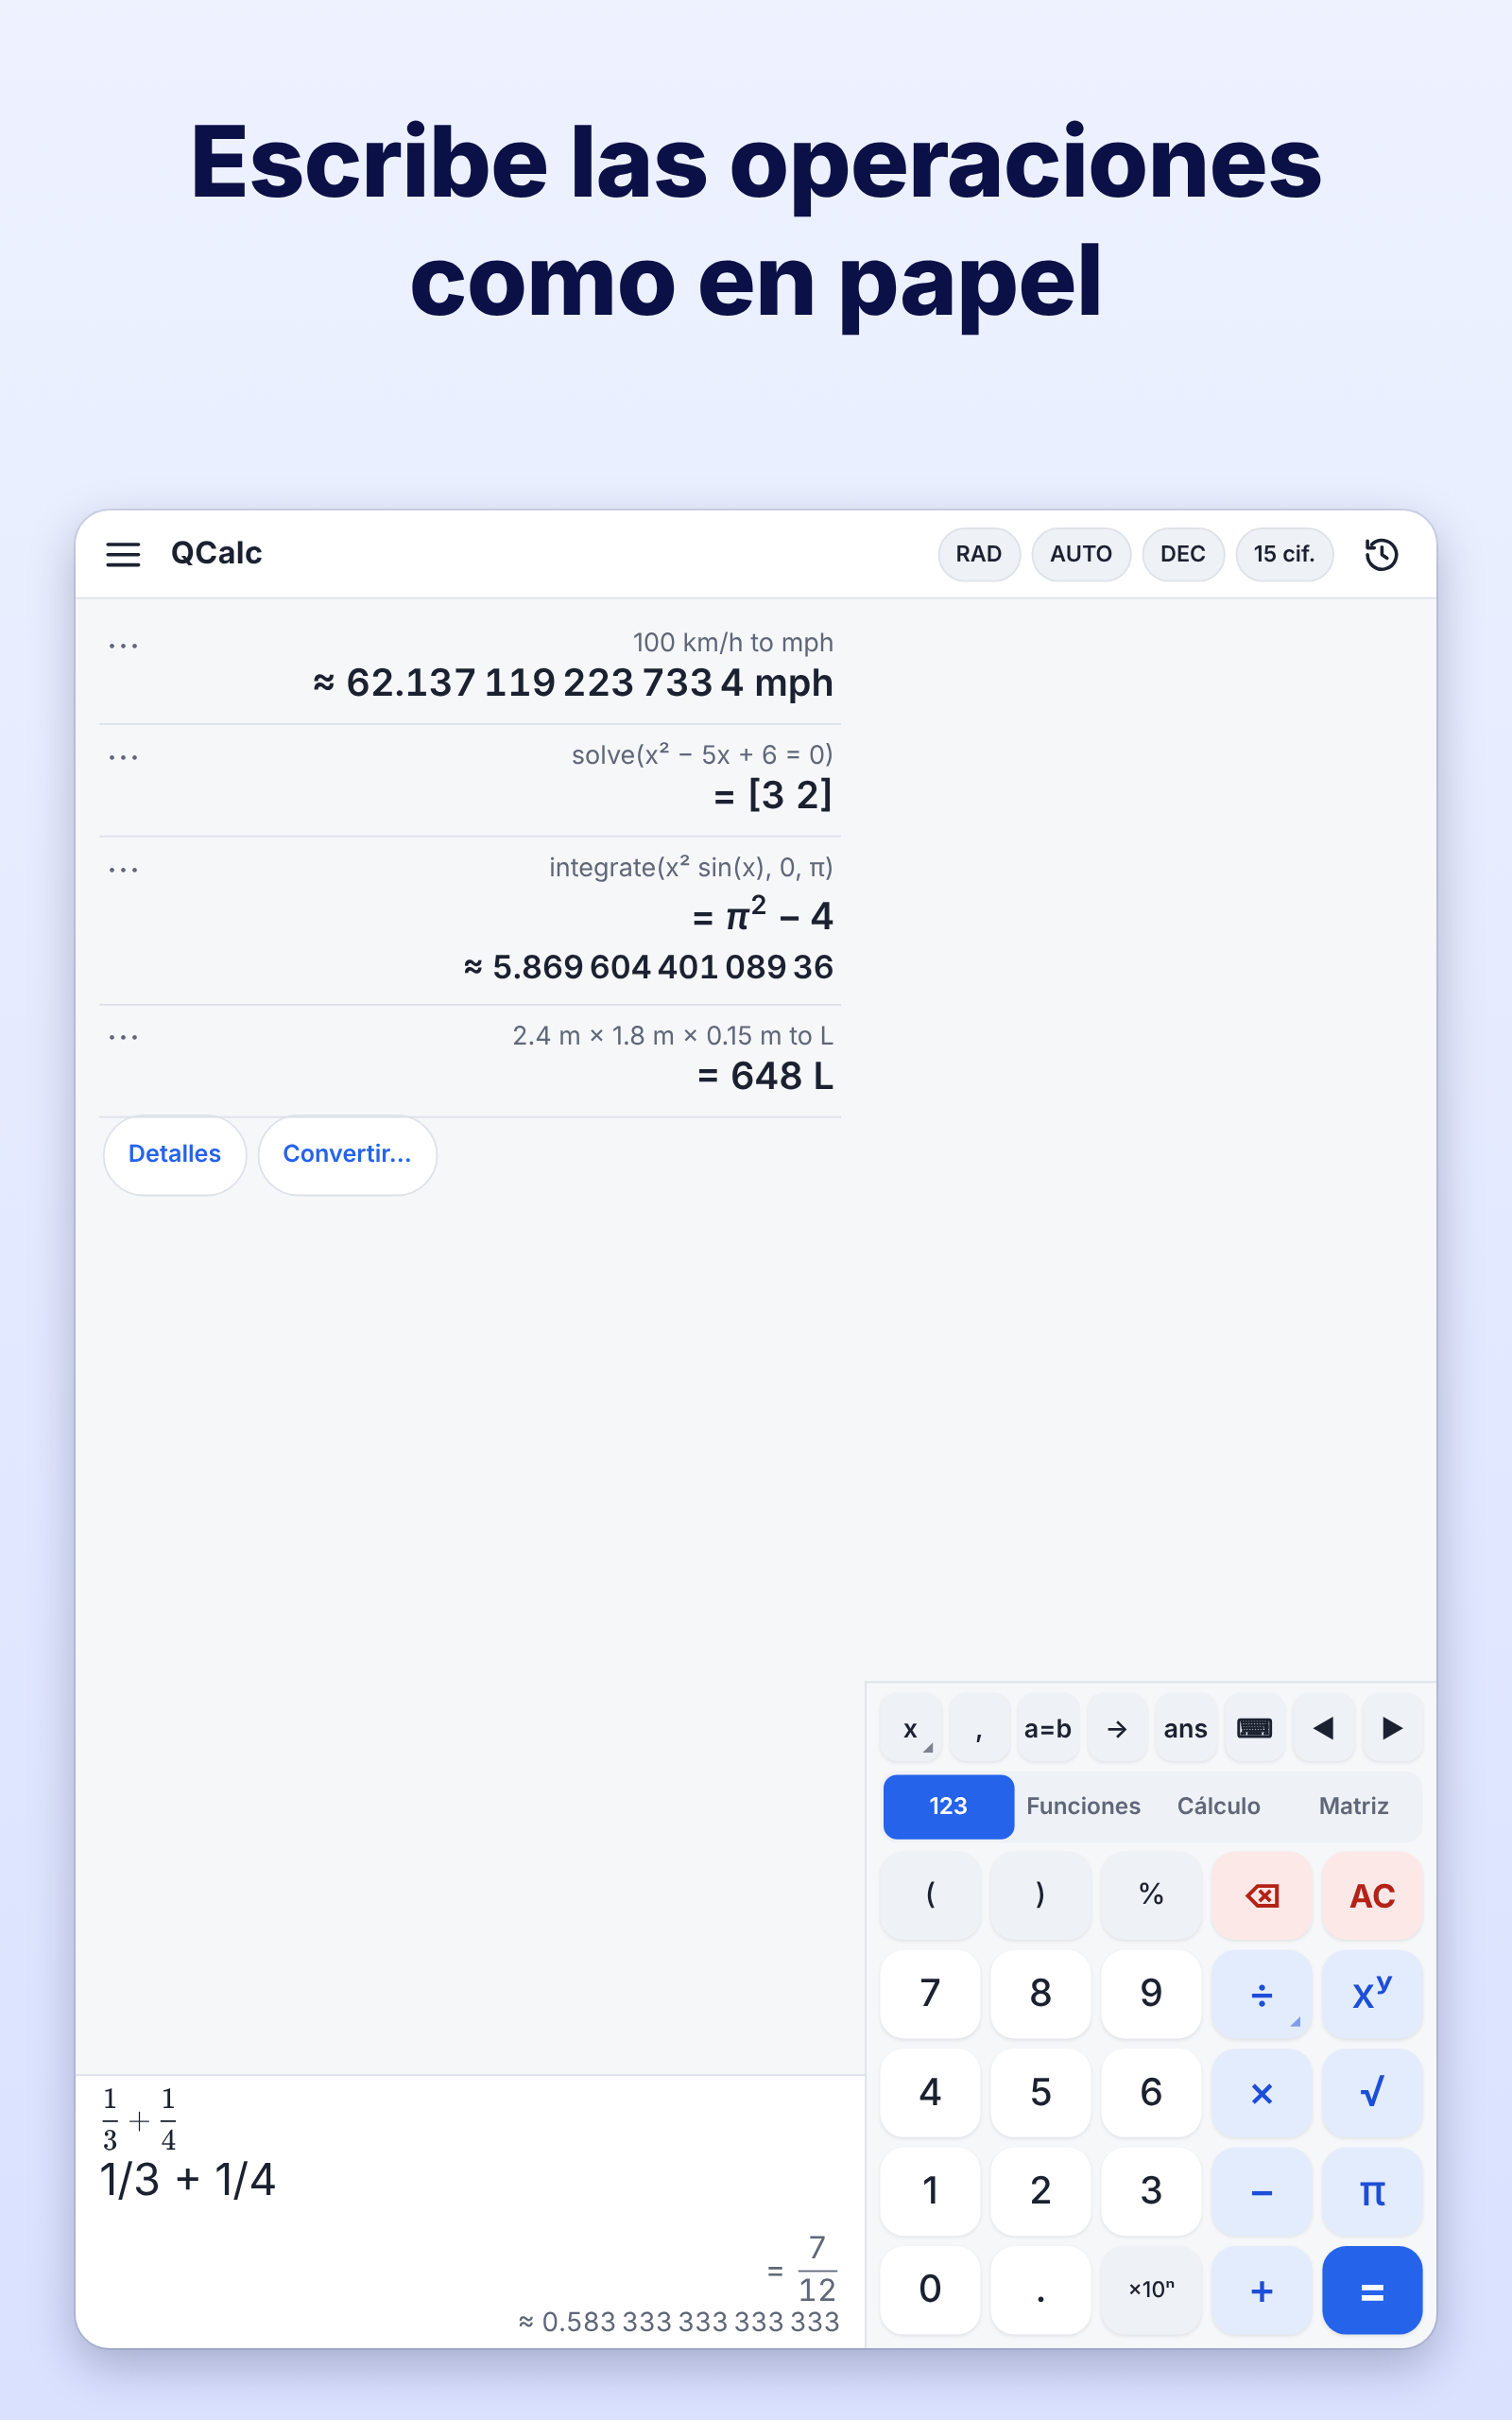 Escribe las operaciones
como en papel
QCalc
RAD AUTO DEC 15 cif.
... 100 km/h to mph
≈ 62.137 119 223 733 4 mph
... solve(x² − 5x + 6 = 0)
= [3 2]
... integrate(x² sin(x), 0, π)
= π² − 4
≈ 5.869 604 401 089 36
... 2.4 m × 1.8 m × 0.15 m to L
= 648 L
Detalles Convertir...
x , a=b → ans ⌨ ◀ ▶
123 Funciones Cálculo Matriz
( ) % ⌫ AC
7 8 9 ÷ xʸ
4 5 6 × √
1 2 3 − π
0 . ×10ⁿ + =
1/3 + 1/4
1/3 + 1/4
= 7/12
≈ 0.583 333 333 333 333